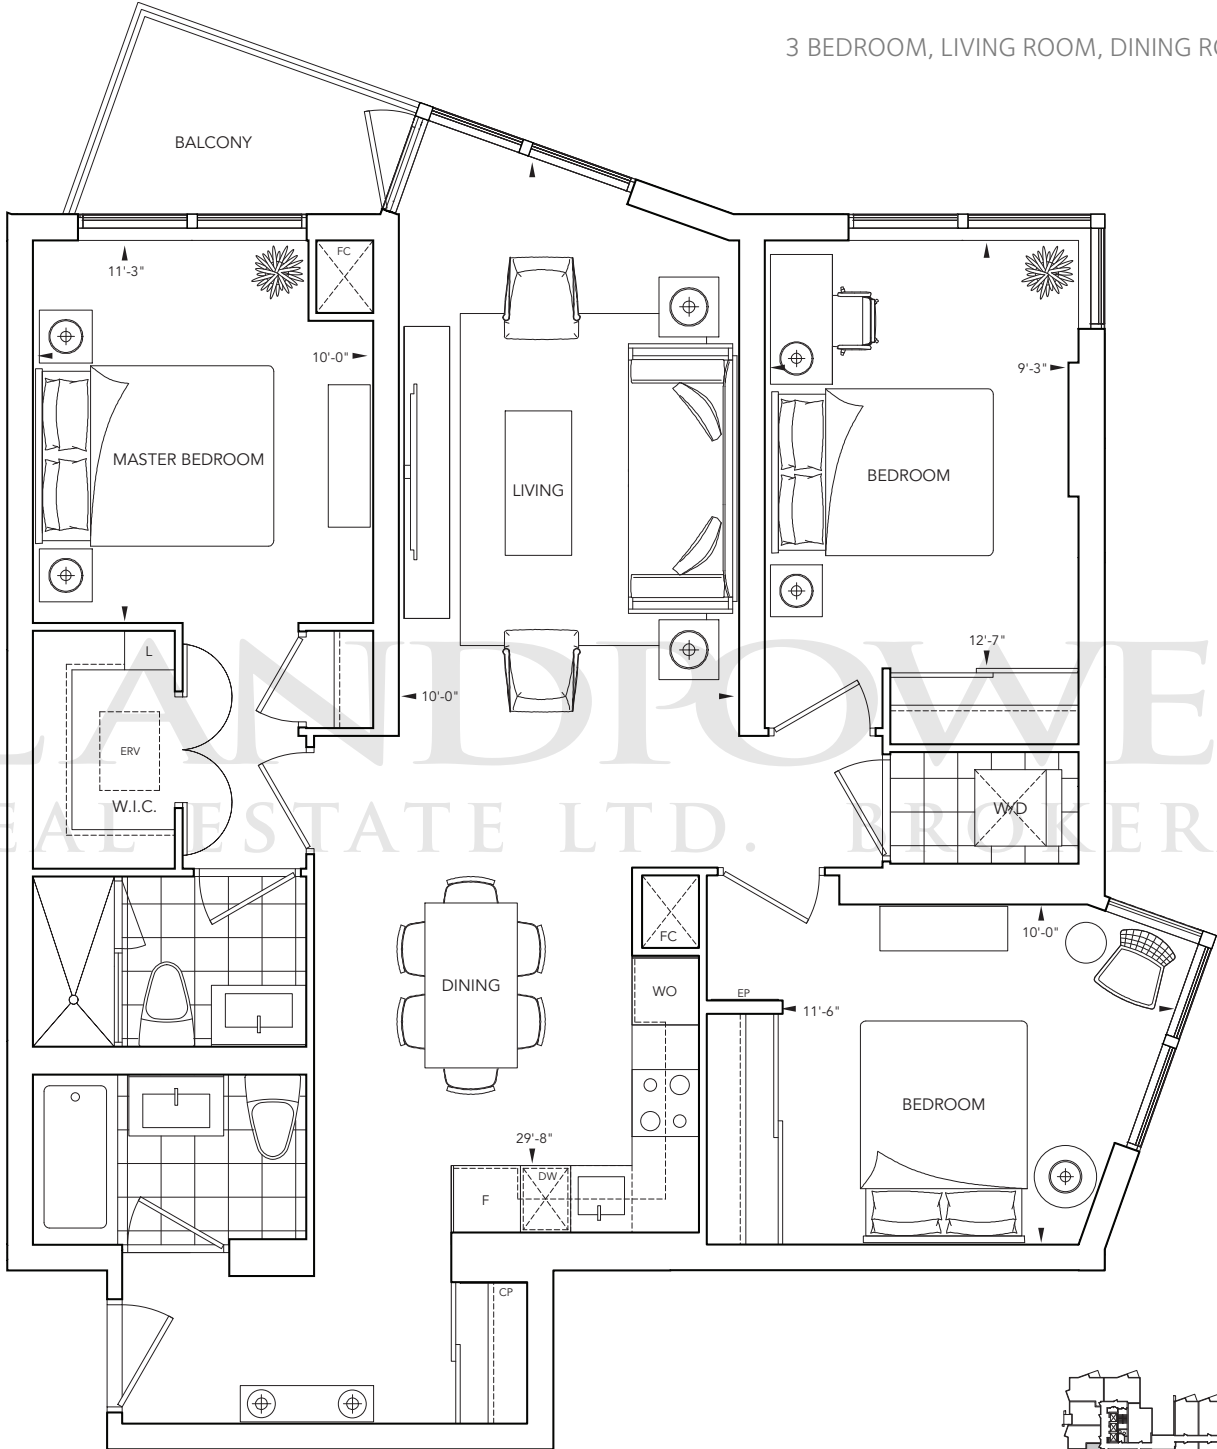 3 BEDROOM, LIVING ROOM, DINING
BALCONY
FC
11'-3"
10'-0"
9'-3"
MASTER BEDROOM
LIVING
BEDROOM
12'-7"
L
10'-0"
ERV
W.I.C.
W/D
LANDPOWE
EAL ESTATE LTD. BROKER
FC
10'-0"
DINING
WO
EP
11'-6"
BEDROOM
29'-8"
DW
F
CP